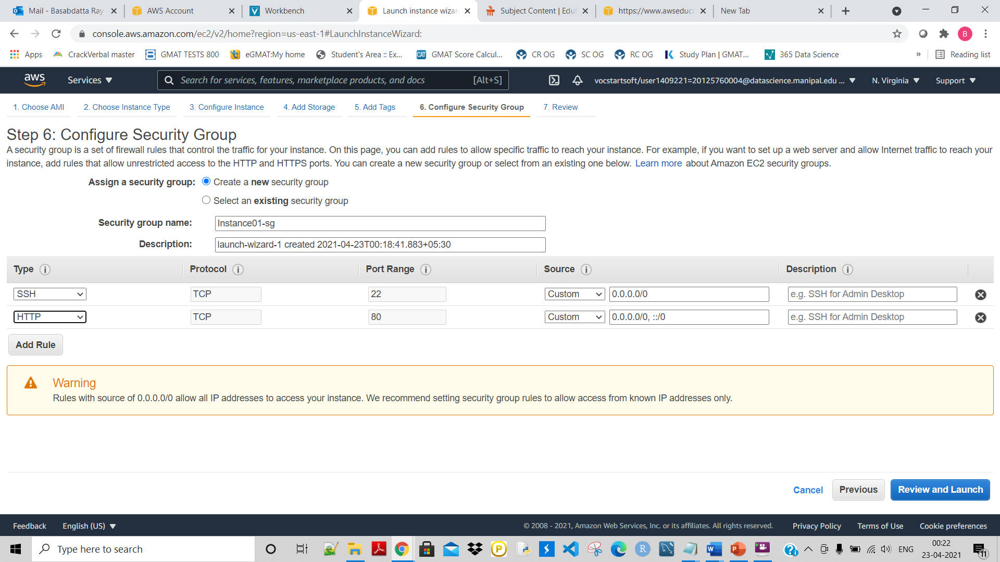 Mail - Basabdatta Ray
AWS Account
Workbench
Launch instance wizar
Subject Content | Edu
https://www.awseduca
New Tab
console.aws.amazon.com/ec2/v2/home?region=us-east-1#LaunchInstanceWizard:
B
Apps
CrackVerbal master
GMAT TESTS 800
eGMAT:My home
Student's Area :: Ex...
CAT
GMAT Score Calcul...
CR OG
SC OG
RC OG
Study Plan | GMAT...
365 Data Science
»
Reading list
aws
Services
Search for services, features, marketplace products, and docs
[Alt+S]
vocstartsoft/user1409221=20125760004@datascience.manipal.edu ...
N. Virginia
Support
1. Choose AMI
2. Choose Instance Type
3. Configure Instance
4. Add Storage
5. Add Tags
6. Configure Security Group
7. Review
Step 6: Configure Security Group
A security group is a set of firewall rules that control the traffic for your instance. On this page, you can add rules to allow specific traffic to reach your instance. For example, if you want to set up a web server and allow Internet traffic to reach your
instance, add rules that allow unrestricted access to the HTTP and HTTPS ports. You can create a new security group or select from an existing one below. Learn more about Amazon EC2 security groups.
Assign a security group:
Create a new security group
Select an existing security group
Security group name:
Instance01-sg
Description:
launch-wizard-1 created 2021-04-23T00:18:41.883+05:30
Type
Protocol
Port Range
Source
Description
SSH
TCP
22
Custom
0.0.0.0/0
e.g. SSH for Admin Desktop
HTTP
TCP
80
Custom
0.0.0.0/0, ::/0
e.g. SSH for Admin Desktop
Add Rule
Warning
Rules with source of 0.0.0.0/0 allow all IP addresses to access your instance. We recommend setting security group rules to allow access from known IP addresses only.
Cancel
Previous
Review and Launch
Feedback
English (US)
© 2008 - 2021, Amazon Web Services, Inc. or its affiliates. All rights reserved.
Privacy Policy
Terms of Use
Cookie preferences
Type here to search
ENG
00:22
23-04-2021
11